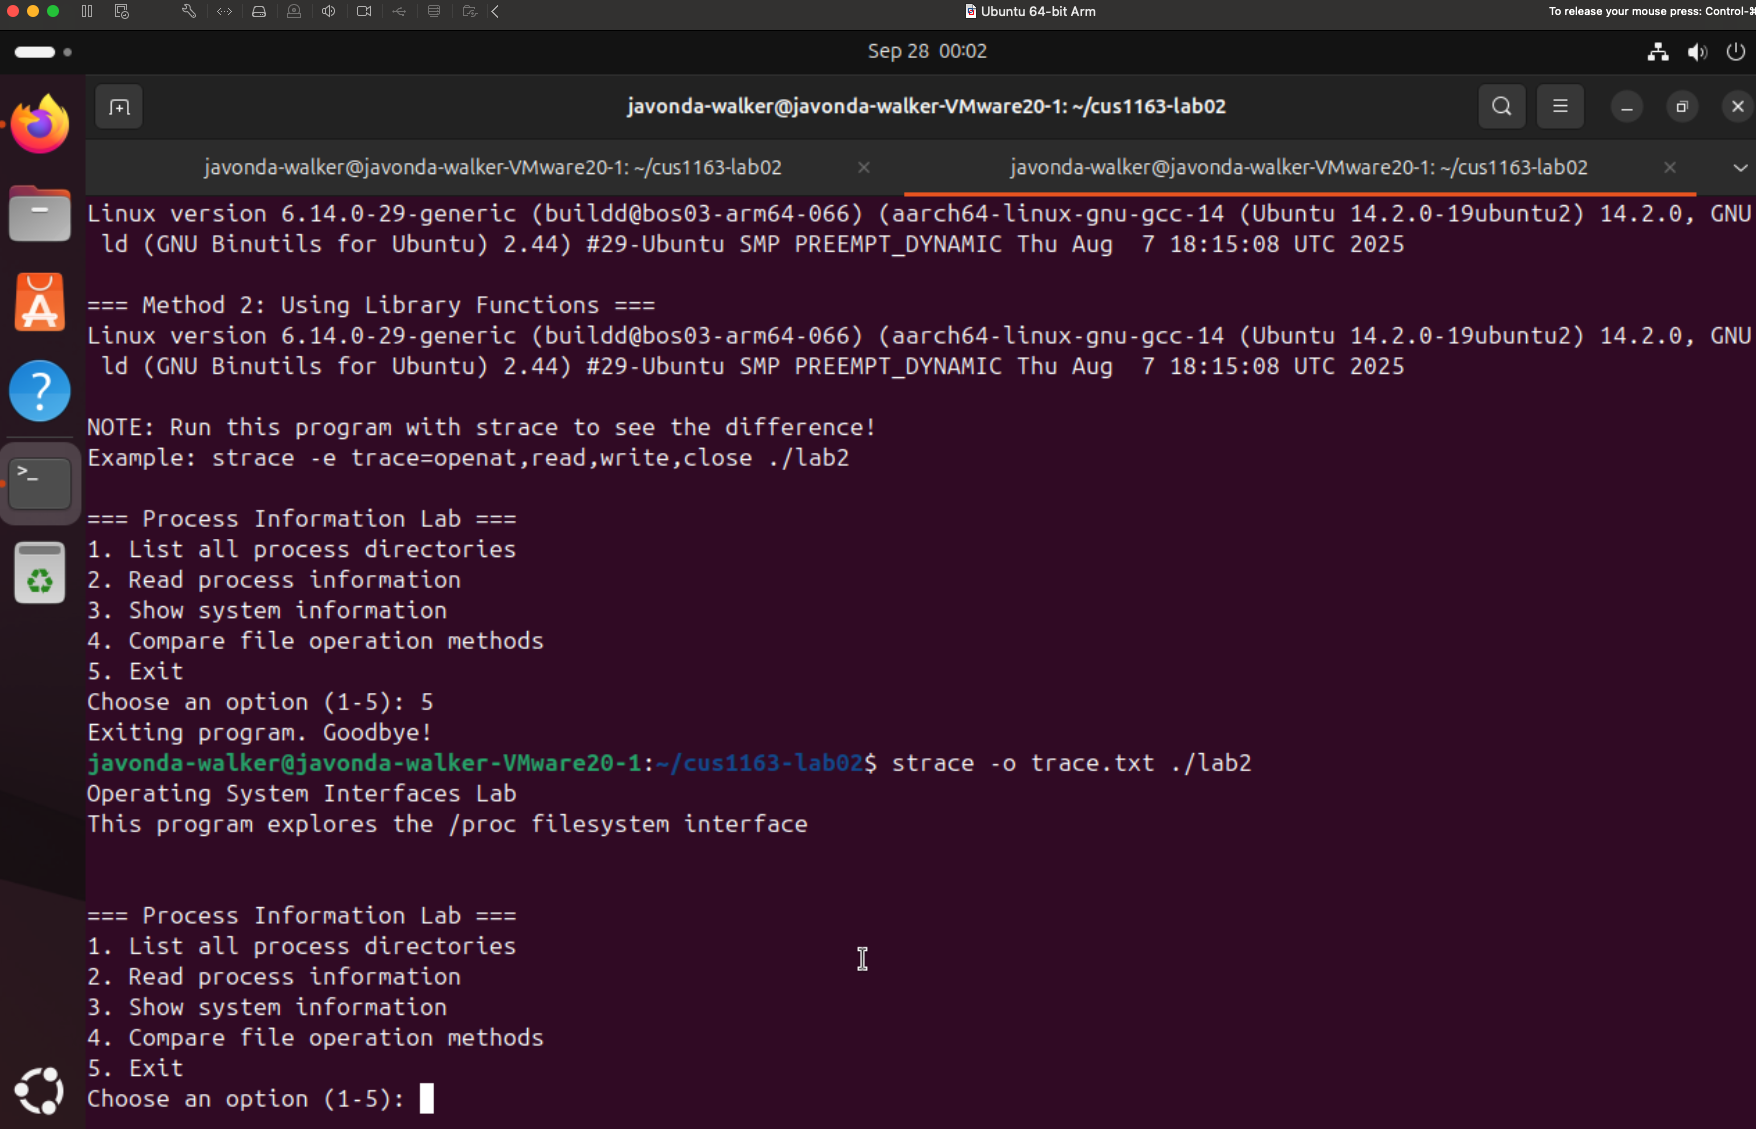 Ubuntu 64-bit Arm
To release your mouse press: Control-⌘
Sep 28 00:02
javonda-walker@javonda-walker-VMware20-1: ~/cus1163-lab02
javonda-walker@javonda-walker-VMware20-1: ~/cus1163-lab02
javonda-walker@javonda-walker-VMware20-1: ~/cus1163-lab02
Linux version 6.14.0-29-generic (buildd@bos03-arm64-066) (aarch64-linux-gnu-gcc-14 (Ubuntu 14.2.0-19ubuntu2) 14.2.0, GNU
ld (GNU Binutils for Ubuntu) 2.44) #29-Ubuntu SMP PREEMPT_DYNAMIC Thu Aug  7 18:15:08 UTC 2025
=== Method 2: Using Library Functions ===
Linux version 6.14.0-29-generic (buildd@bos03-arm64-066) (aarch64-linux-gnu-gcc-14 (Ubuntu 14.2.0-19ubuntu2) 14.2.0, GNU
ld (GNU Binutils for Ubuntu) 2.44) #29-Ubuntu SMP PREEMPT_DYNAMIC Thu Aug  7 18:15:08 UTC 2025
NOTE: Run this program with strace to see the difference!
Example: strace -e trace=openat,read,write,close ./lab2
=== Process Information Lab ===
1. List all process directories
2. Read process information
3. Show system information
4. Compare file operation methods
5. Exit
Choose an option (1-5): 5
Exiting program. Goodbye!
javonda-walker@javonda-walker-VMware20-1:~/cus1163-lab02$ strace -o trace.txt ./lab2
Operating System Interfaces Lab
This program explores the /proc filesystem interface
=== Process Information Lab ===
1. List all process directories
2. Read process information
3. Show system information
4. Compare file operation methods
5. Exit
Choose an option (1-5):